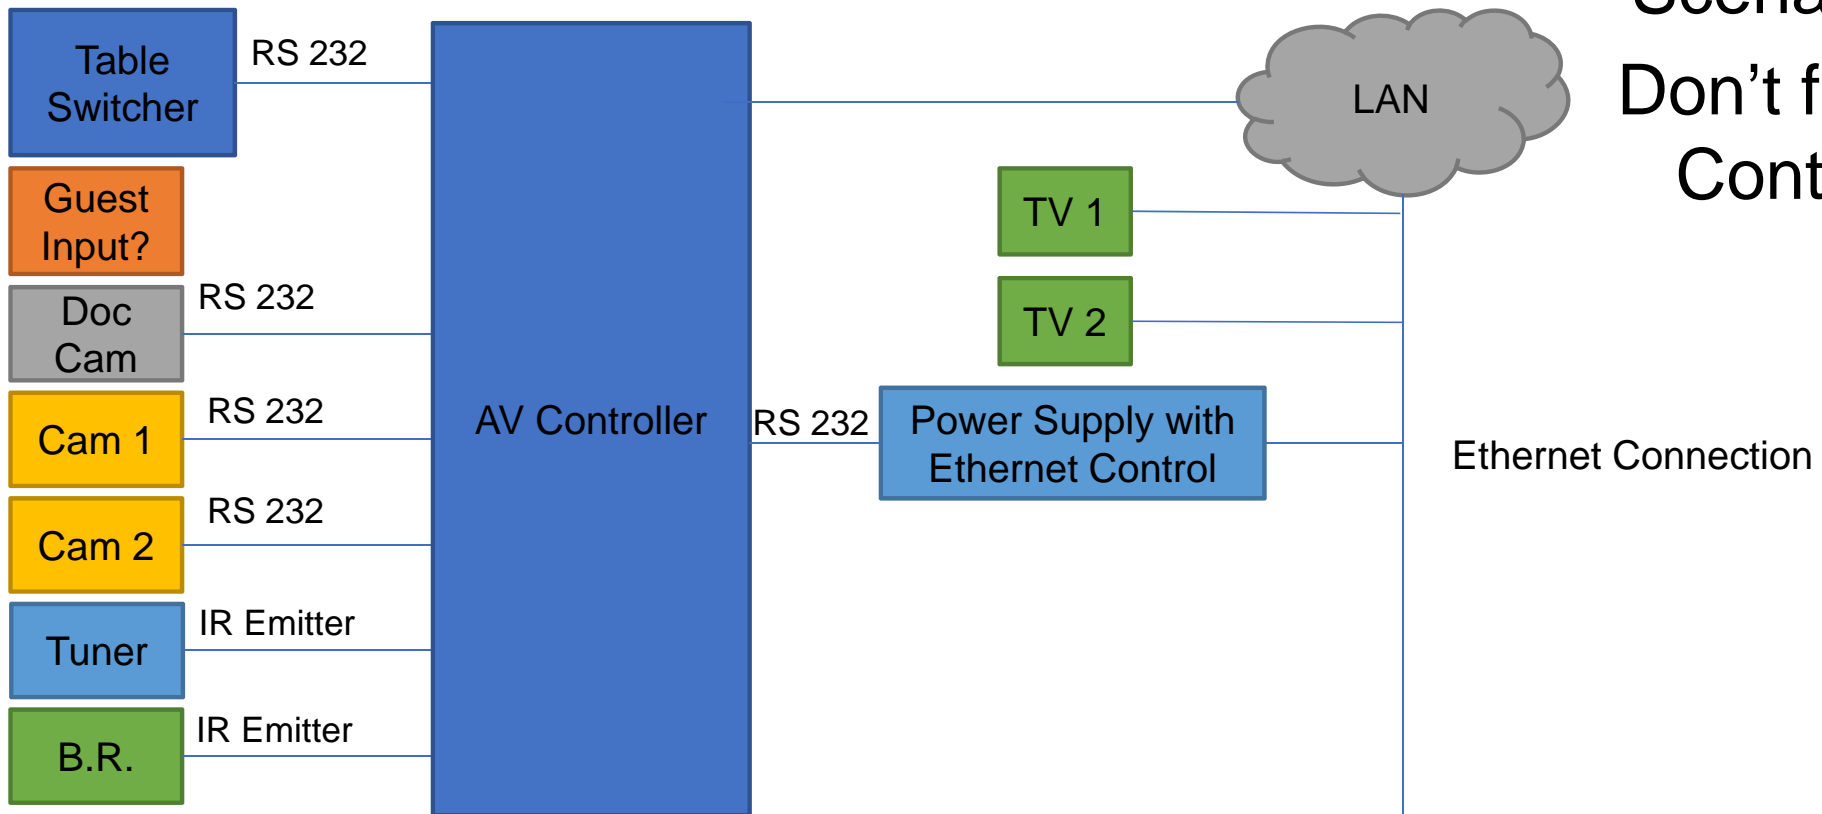 Table
Switcher
RS 232
Guest
Input?
Doc
Cam
RS 232
Cam 1
RS 232
Cam 2
RS 232
Tuner
IR Emitter
B.R.
IR Emitter
AV Controller
RS 232
Power Supply with
Ethernet Control
TV 1
TV 2
LAN
Don’t
Ethernet Connection